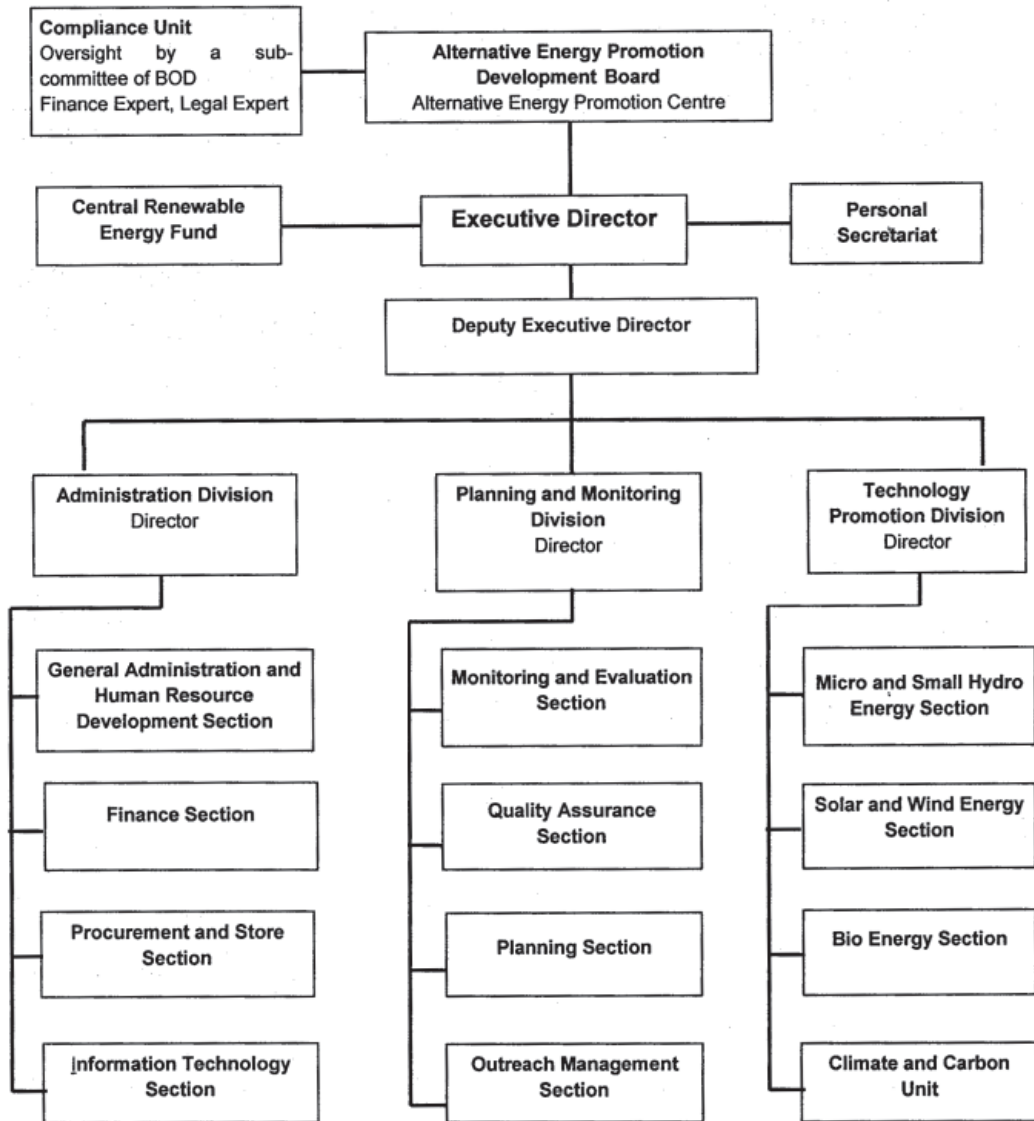 Compliance Unit
Oversight by a sub-
committee of BOD
Finance Expert, Legal Expert
Alternative Energy Promotion
Development Board
Alternative Energy Promotion Centre
Central Renewable
Energy Fund
Executive Director
Personal
Secretariat
Deputy Executive Director
Administration Division
Director
Planning and Monitoring
Division
Director
Technology
Promotion Division
Director
General Administration and
Human Resource
Development Section
Finance Section
Procurement and Store
Section
Information Technology
Section
Monitoring and Evaluation
Section
Quality Assurance
Section
Planning Section
Outreach Management
Section
Micro and Small Hydro
Energy Section
Solar and Wind Energy
Section
Bio Energy Section
Climate and Carbon
Unit